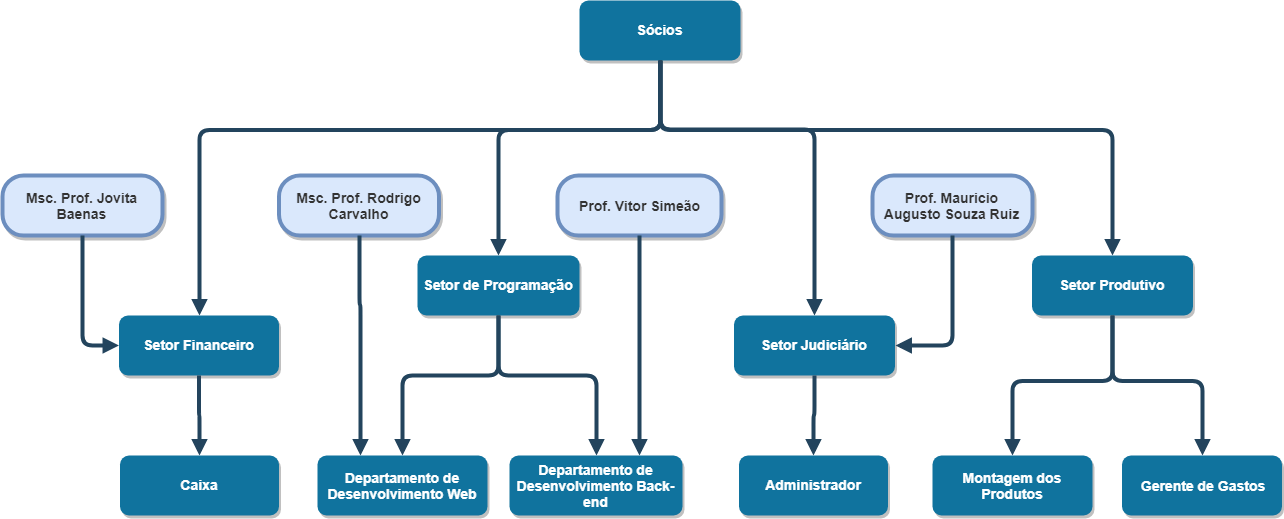 Sócios
Msc. Prof. Jovita
Baenas
Msc. Prof. Rodrigo
Carvalho
Prof. Vitor Simeão
Prof. Mauricio
Augusto Souza Ruiz
Setor de Programação
Setor Produtivo
Setor Financeiro
Setor Judiciário
Caixa
Departamento de
Desenvolvimento Web
Departamento de
Desenvolvimento Back-
end
Administrador
Montagem dos
Produtos
Gerente de Gastos